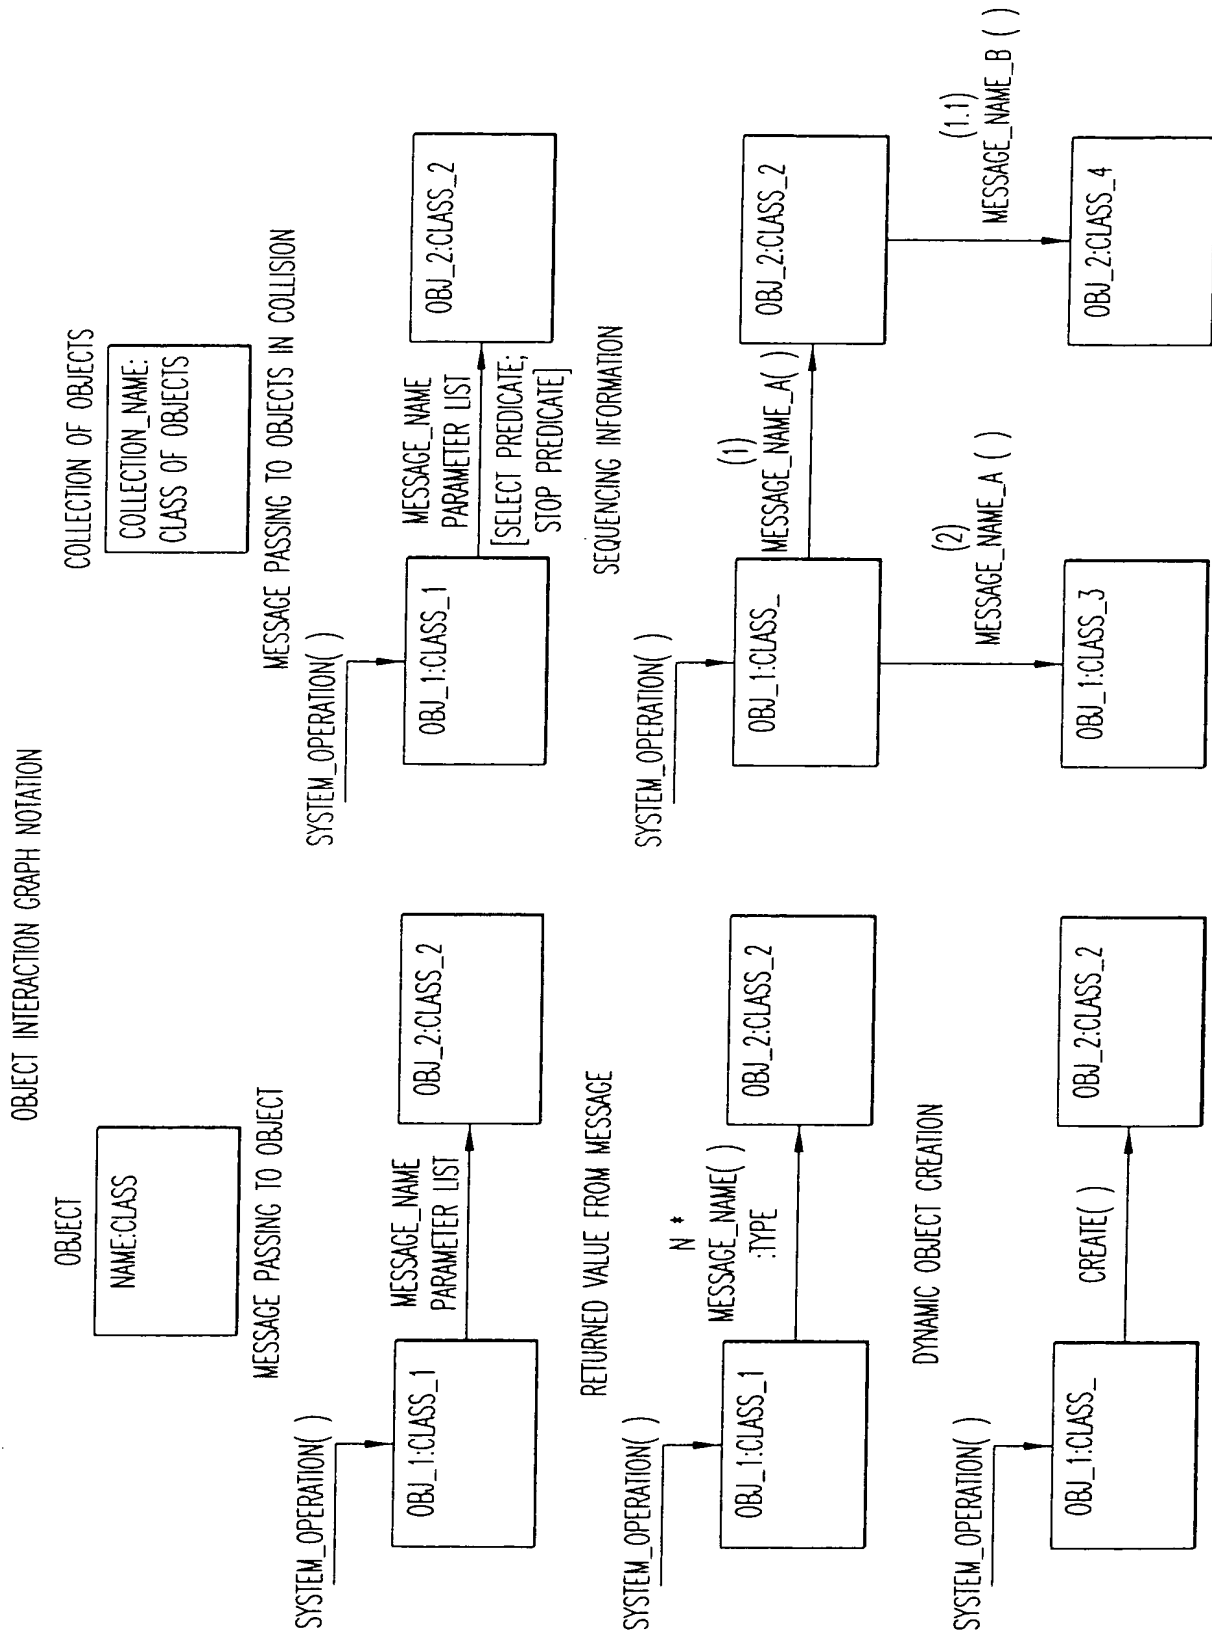 OBJECT INTERACTION GRAPH NOTATION
OBJECT
NAME:CLASS
MESSAGE PASSING TO OBJECT
SYSTEM_OPERATION( )
OBJ_1:CLASS_1
MESSAGE_NAME
PARAMETER LIST
OBJ_2:CLASS_2
RETURNED VALUE FROM MESSAGE
SYSTEM_OPERATION( )
OBJ_1:CLASS_1
N *
MESSAGE_NAME( )
:TYPE
OBJ_2:CLASS_2
DYNAMIC OBJECT CREATION
SYSTEM_OPERATION( )
OBJ_1:CLASS_
CREATE( )
OBJ_2:CLASS_2
COLLECTION OF OBJECTS
COLLECTION_NAME:
CLASS OF OBJECTS
MESSAGE PASSING TO OBJECTS IN COLLISION
SYSTEM_OPERATION( )
OBJ_1:CLASS_1
MESSAGE_NAME
PARAMETER LIST
[SELECT PREDICATE;
STOP PREDICATE]
OBJ_2:CLASS_2
SEQUENCING INFORMATION
SYSTEM_OPERATION( )
OBJ_1:CLASS_
(1)
MESSAGE_NAME_A( )
OBJ_2:CLASS_2
(2)
MESSAGE_NAME_A ( )
(1.1)
MESSAGE_NAME_B ( )
OBJ_1:CLASS_3
OBJ_2:CLASS_4